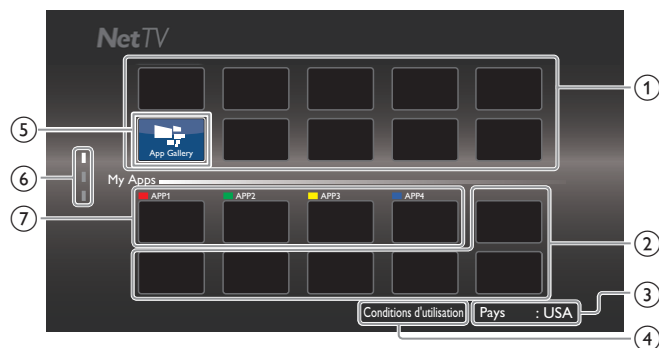 NetTV
1
5
App Gallery
6
My Apps
APP1 APP2 APP3 APP4
7
2
3
Conditions d'utilisation Pays : USA
4